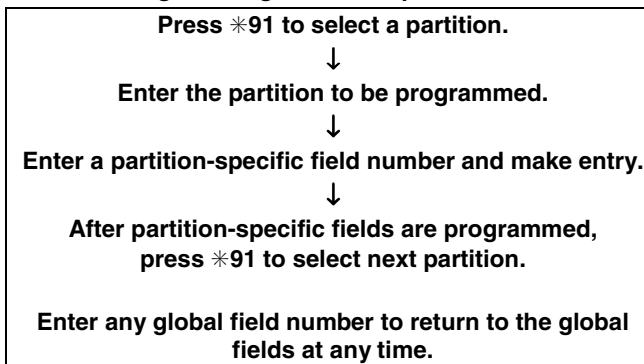 Press ✳91 to select a partition.
↓
Enter the partition to be programmed.
↓
Enter a partition-specific field number and make entry.
↓
After partition-specific fields are programmed,
press ✳91 to select next partition.
Enter any global field number to return to the global
fields at any time.